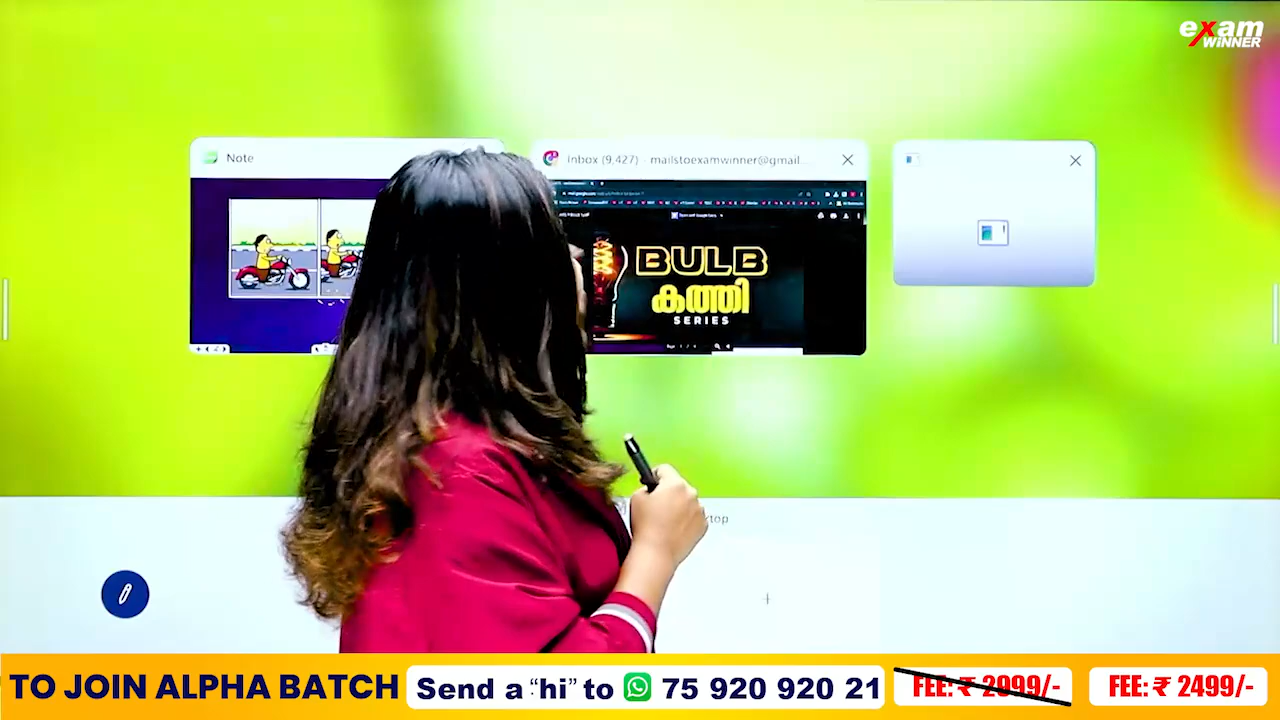 exam
WINNER
Note
Inbox (9,427) - mailstoexamwinner@gmail...
BULB
കത്തി
SERIES
TO JOIN ALPHA BATCH
Send a “hi” to 75 920 920 21
FEE: ₹ 2999/-
FEE: ₹ 2499/-